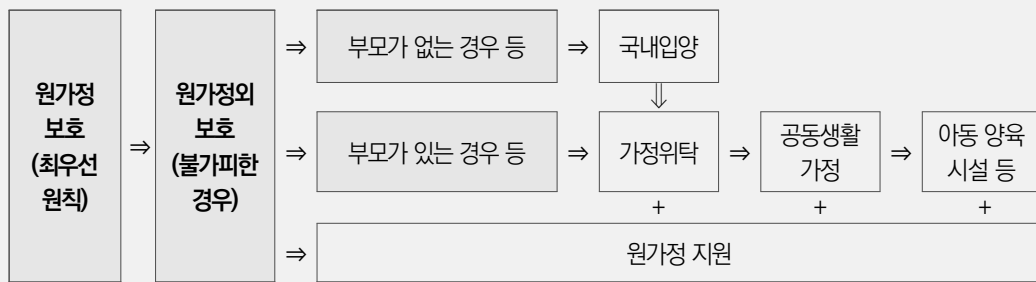 원가정
보호
(최우선
원칙)
⇒
원가정외
보호
(불가피한
경우)
⇒
부모가 없는 경우 등
⇒
국내입양
⇓
⇒
부모가 있는 경우 등
⇒
가정위탁
⇒
공동생활
가정
⇒
아동 양육
시설 등
+
+
+
⇒
원가정 지원